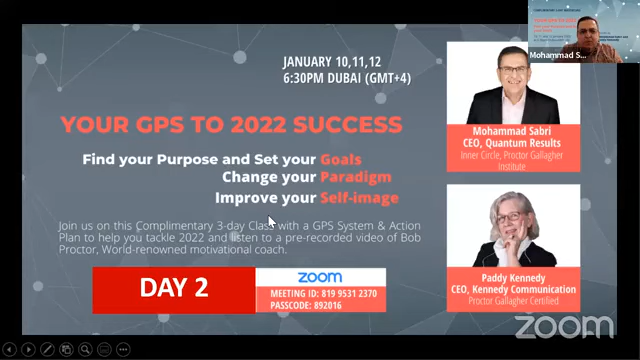 JANUARY 10,11,12
6:30PM DUBAI (GMT+4)
YOUR GPS TO 2022 SUCCESS
Find your Purpose and Set your Goals
Change your Paradigm
Improve your Self-image
Join us on this Complimentary 3-day Class with a GPS System & Action
Plan to help you tackle 2022 and listen to a pre-recorded video of Bob
Proctor, World-renowned motivational coach.
DAY 2
zoom
MEETING ID: 819 9531 2370
PASSCODE: 892016
Mohammad Sabri
CEO, Quantum Results
Inner Circle, Proctor Gallagher
Institute
Paddy Kennedy
CEO, Kennedy Communication
Proctor Gallagher Certified
Mohammad S...
zoom